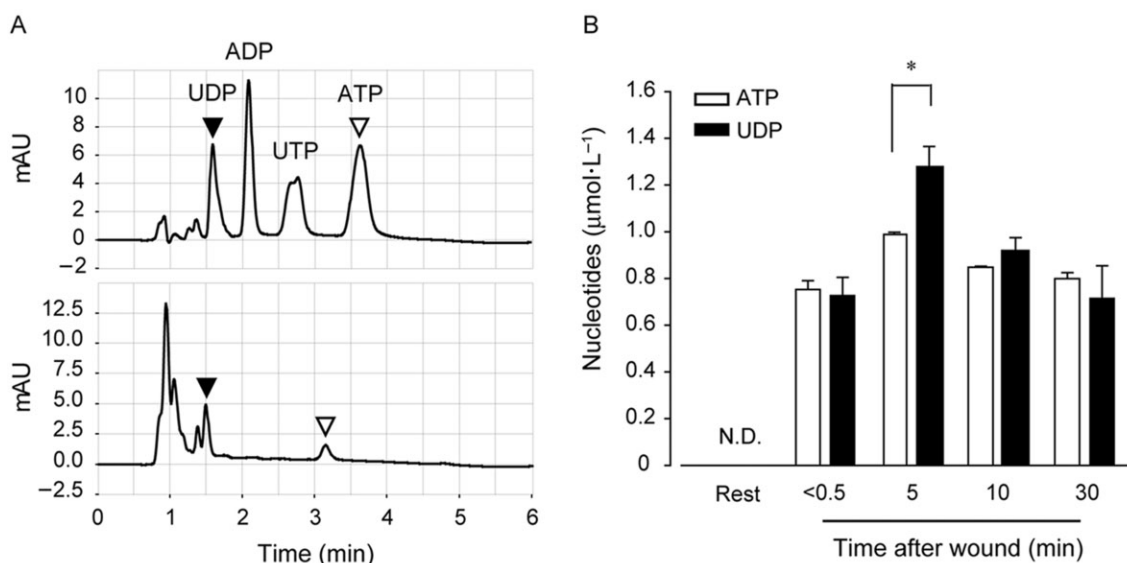 A
ADP
UDP
ATP
UTP
mAU
10
8
6
4
2
0
−2
mAU
12.5
10.0
7.5
5.0
2.5
0.0
−2.5
0 1 2 3 4 5 6
Time (min)
B
*
ATP
UDP
Nucleotides (μmol·L⁻¹)
1.6
1.4
1.2
1.0
0.8
0.6
0.4
0.2
0
N.D.
Rest <0.5 5 10 30
Time after wound (min)